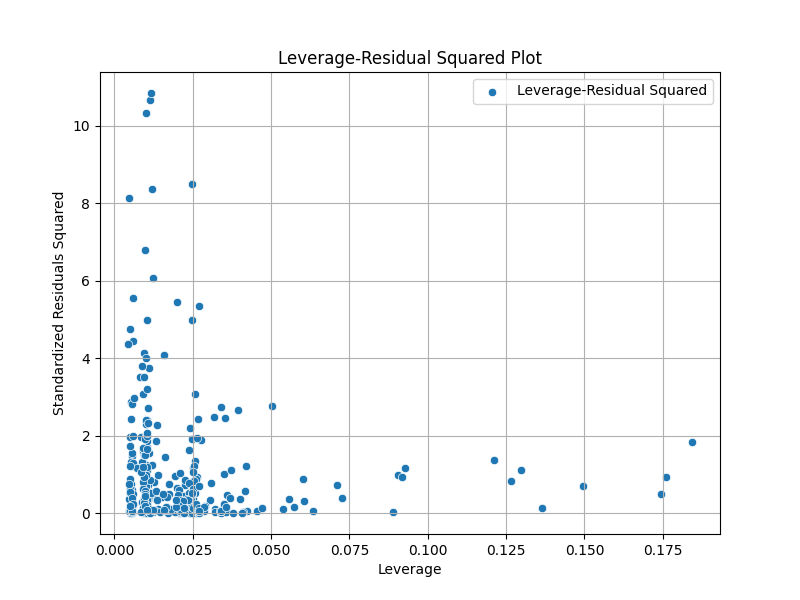 Leverage-Residual Squared Plot
Leverage-Residual Squared
Standardized Residuals Squared
10
8
6
4
2
0
0.000 0.025 0.050 0.075 0.100 0.125 0.150 0.175
Leverage